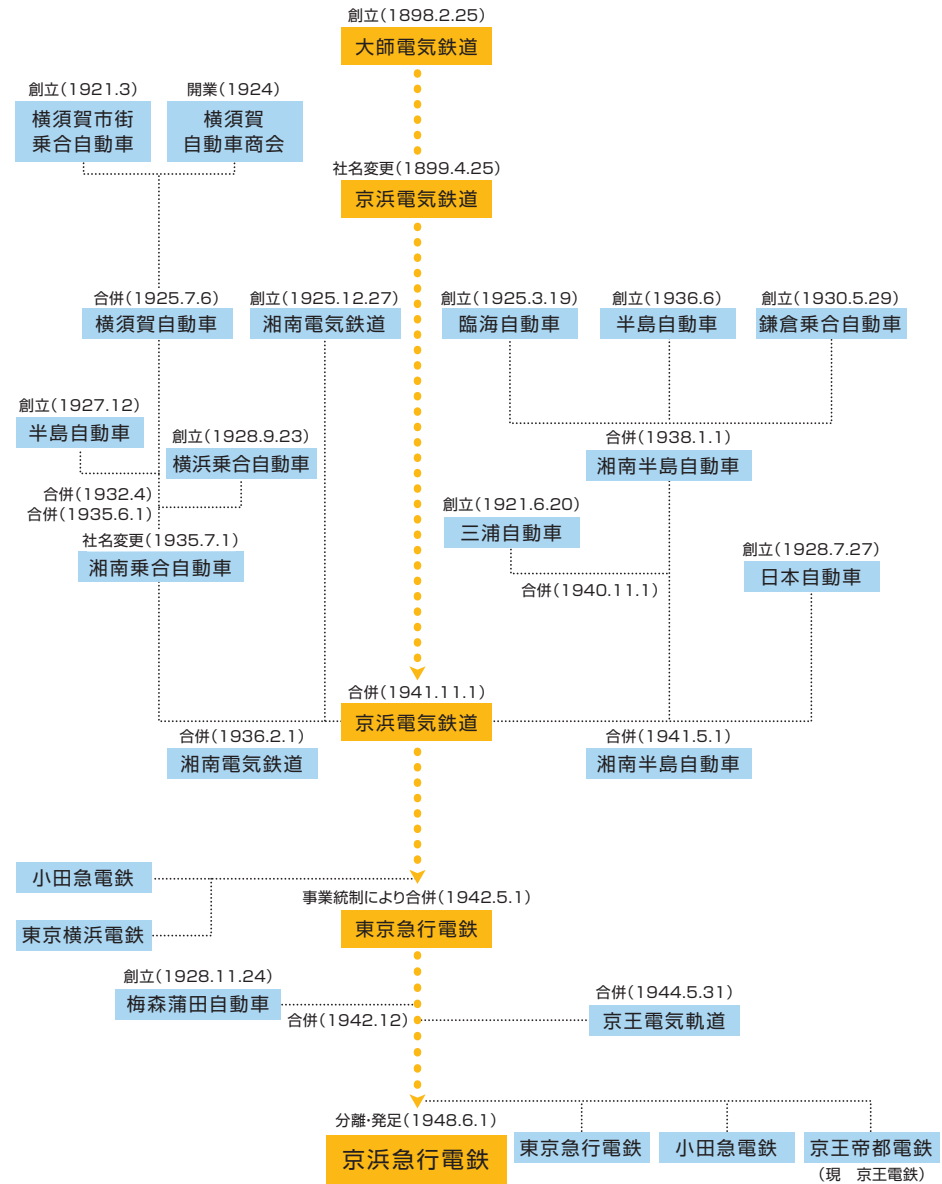 創立(1898.2.25)
大師電気鉄道
創立(1921.3)
横須賀市街
乗合自動車
開業(1924)
横須賀
自動車商会
社名変更(1899.4.25)
京浜電気鉄道
合併(1925.7.6)
横須賀自動車
創立(1925.12.27)
湘南電気鉄道
創立(1925.3.19)
臨海自動車
創立(1936.6)
半島自動車
創立(1930.5.29)
鎌倉乗合自動車
創立(1927.12)
半島自動車
創立(1928.9.23)
横浜乗合自動車
合併(1938.1.1)
湘南半島自動車
合併(1932.4)
合併(1935.6.1)
創立(1921.6.20)
三浦自動車
社名変更(1935.7.1)
湘南乗合自動車
創立(1928.7.27)
日本自動車
合併(1940.11.1)
合併(1941.11.1)
京浜電気鉄道
合併(1936.2.1)
湘南電気鉄道
合併(1941.5.1)
湘南半島自動車
小田急電鉄
事業統制により合併(1942.5.1)
東京急行電鉄
東京横浜電鉄
創立(1928.11.24)
梅森蒲田自動車
合併(1942.12)
合併(1944.5.31)
京王電気軌道
分離・発足(1948.6.1)
京浜急行電鉄
東京急行電鉄
小田急電鉄
京王帝都電鉄
(現　京王電鉄)